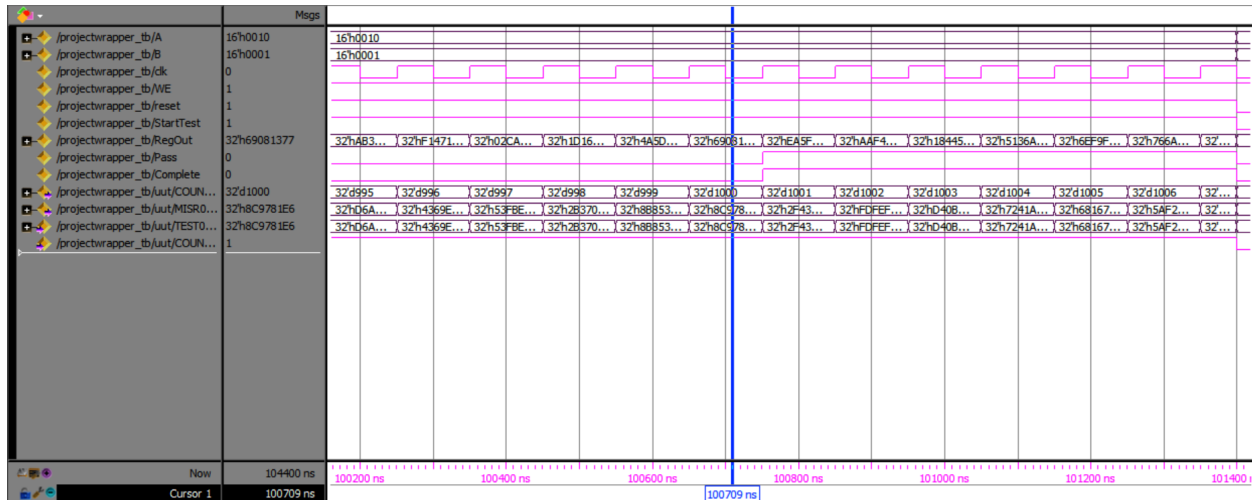 Msgs
/projectwrapper_tb/A 16'h0010 16'h0010
/projectwrapper_tb/B 16'h0001 16'h0001
/projectwrapper_tb/clk 0
/projectwrapper_tb/WE 1
/projectwrapper_tb/reset 1
/projectwrapper_tb/StartTest 1
/projectwrapper_tb/RegOut 32'h69081377 32'hAB3... 32'hF1471... 32'h02CA... 32'h1D16... 32'h4A5D... 32'h69081... 32'hEA5F... 32'hAAF4... 32'h18445... 32'h5136A... 32'h6EF9F... 32'h766A... 32'...
/projectwrapper_tb/Pass 0
/projectwrapper_tb/Complete 0
/projectwrapper_tb/uut/COUN... 32'd1000 32'd995 32'd996 32'd997 32'd998 32'd999 32'd1000 32'd1001 32'd1002 32'd1003 32'd1004 32'd1005 32'd1006 32'...
/projectwrapper_tb/uut/MISR0... 32'h8C9781E6 32'hD6A... 32'h4369E... 32'h53FBE... 32'h2B370... 32'h8B853... 32'h8C978... 32'h2F43... 32'hFDFEF... 32'hD40B... 32'h7241A... 32'h68167... 32'h5AF2... 32'...
/projectwrapper_tb/uut/TEST0... 32'h8C9781E6 32'hD6A... 32'h4369E... 32'h53FBE... 32'h2B370... 32'h8B853... 32'h8C978... 32'h2F43... 32'hFDFEF... 32'hD40B... 32'h7241A... 32'h68167... 32'h5AF2... 32'...
/projectwrapper_tb/uut/COUN... 1
Now 104400 ns 100200 ns 100400 ns 100600 ns 100800 ns 101000 ns 101200 ns 101400
Cursor 1 100709 ns 100709 ns